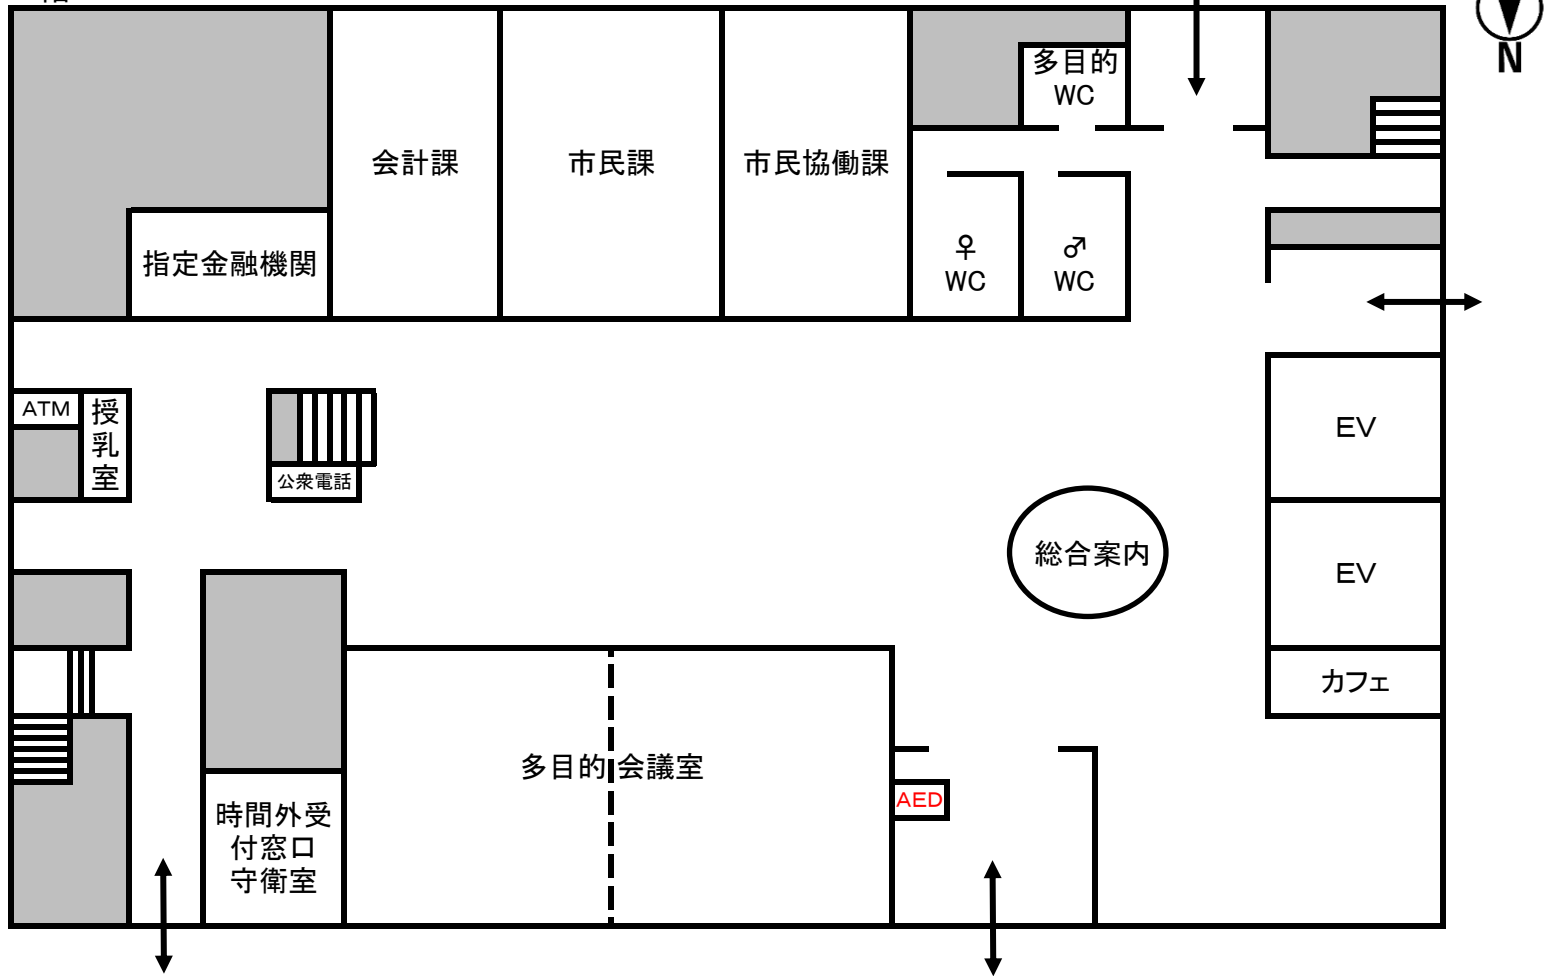 N
多目的
WC
会計課
市民課
市民協働課
指定金融機関
♀
WC
♂
WC
ATM
授
乳
室
公衆電話
EV
総合案内
EV
カフェ
多目的 会議室
AED
時間外受
付窓口
守衛室